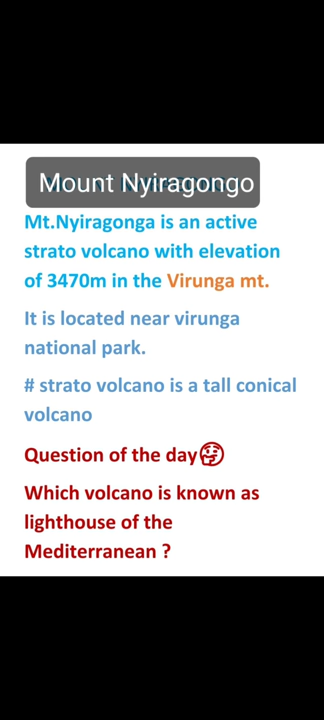 Mount Nyiragongo
Mt.Nyiragonga is an active
strato volcano with elevation
of 3470m in the Virunga mt.
It is located near virunga
national park.
# strato volcano is a tall conical
volcano
Question of the day🤔
Which volcano is known as
lighthouse of the
Mediterranean ?